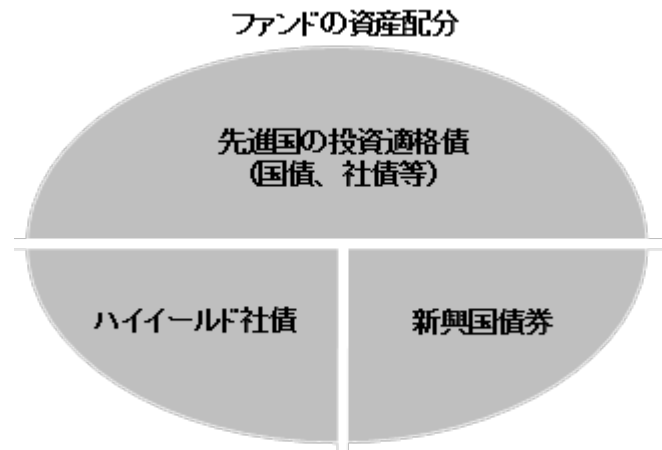 ファンドの資産配分
先進国の投資適格債
(国債、社債等)
ハイイールド社債
新興国債券